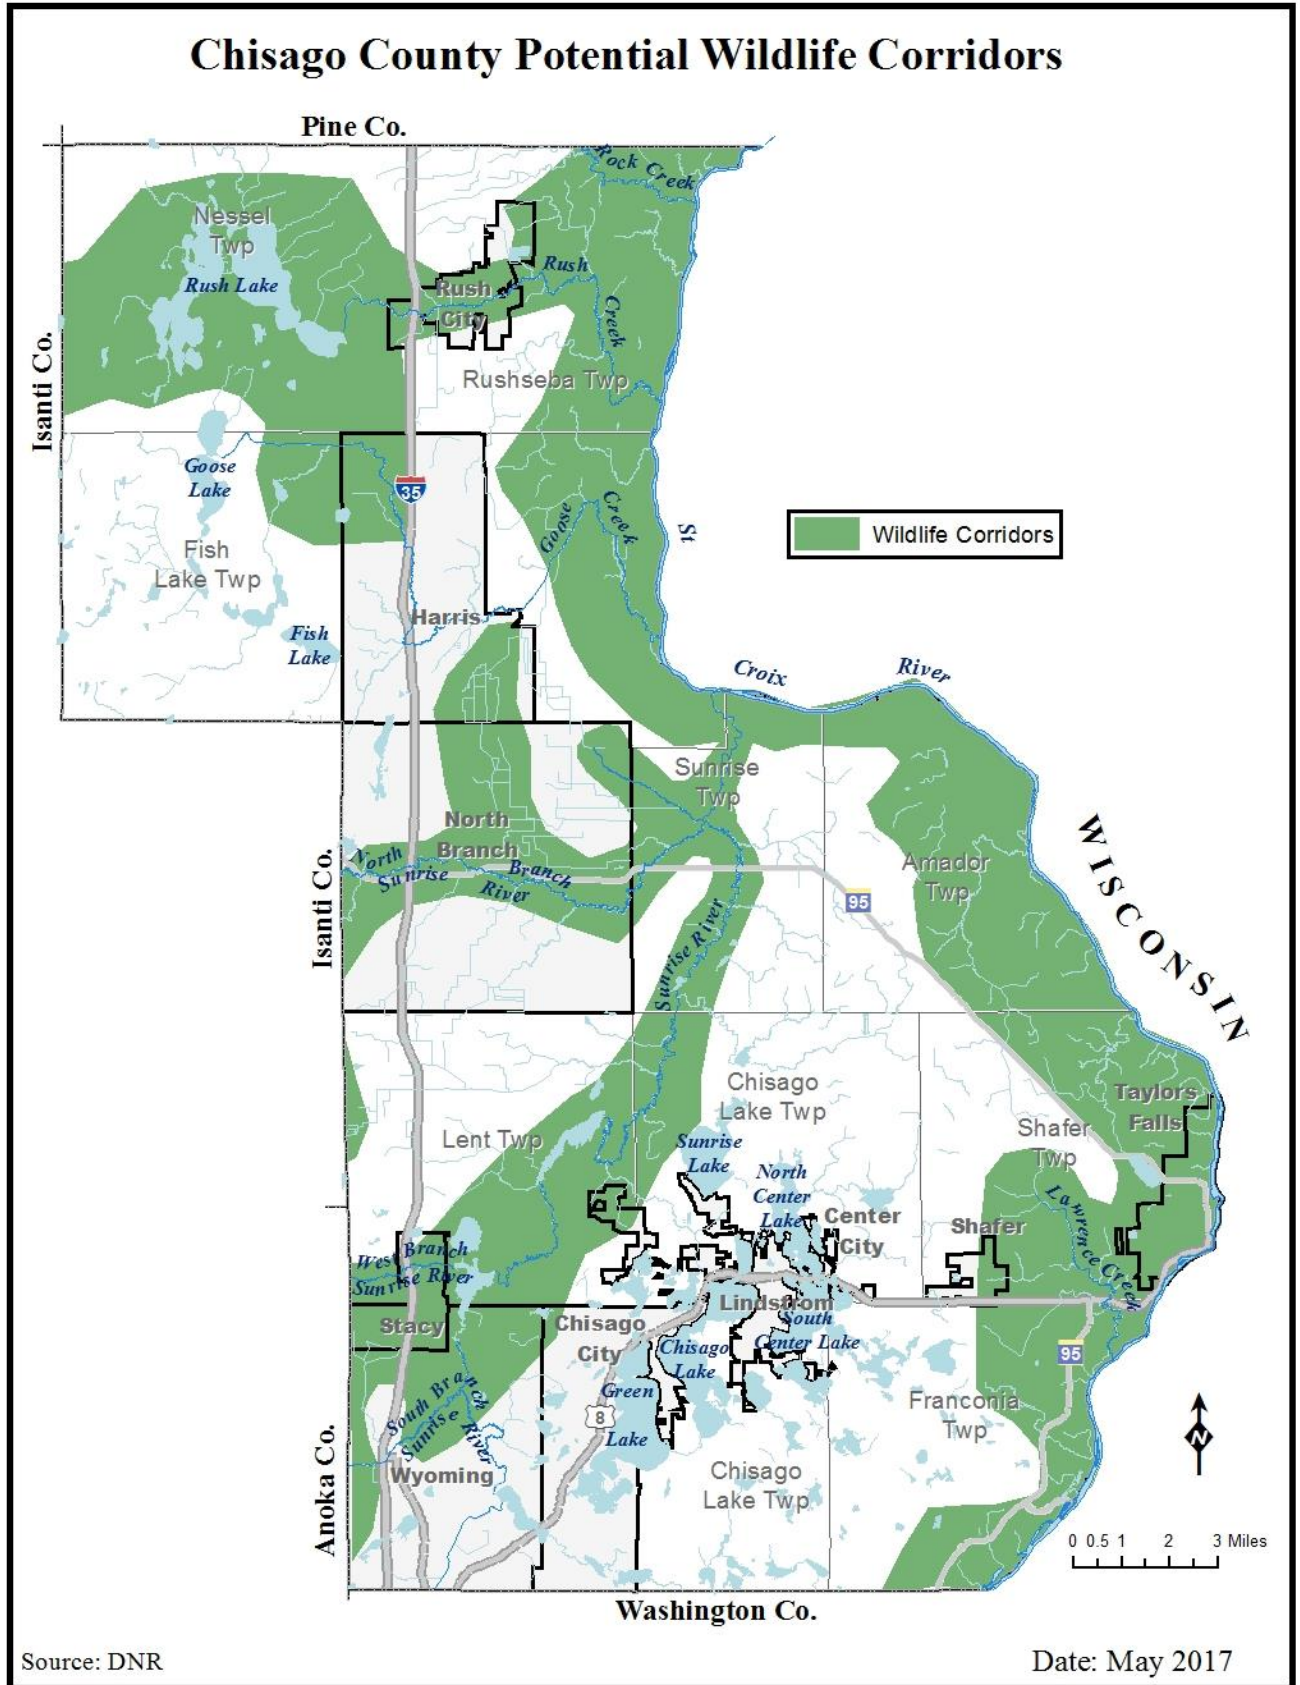 Chisago County Potential Wildlife Corridors
Pine Co.
Rock Creek
Nessel
Twp
Rush Lake
Rush
Creek
Rush
City
Isanti Co.
Rushseba Twp
Goose
Lake
35
Goose
Creek
St
Wildlife Corridors
Fish
Lake Twp
Harris
Fish
Lake
Croix
River
Sunrise
Twp
North
Branch
WISCONSIN
Amador
Twp
North
Branch
Sunrise
River
Isanti Co.
95
Sunrise River
Chisago
Lake Twp
Taylors
Falls
Lent Twp
Shafer
Twp
Sunrise
Lake
North
Center
Lake
Center
City
Shafer
Lawrence Creek
West Branch
Sunrise River
Stacy
Chisago
City
Lindstrom
South
Center Lake
Chisago
Lake
95
Green
Lake
8
Franconia
Twp
South Branch
Sunrise River
N
Wyoming
Chisago
Lake Twp
Anoka Co.
0 0.5 1 2 3 Miles
Washington Co.
Source: DNR
Date: May 2017